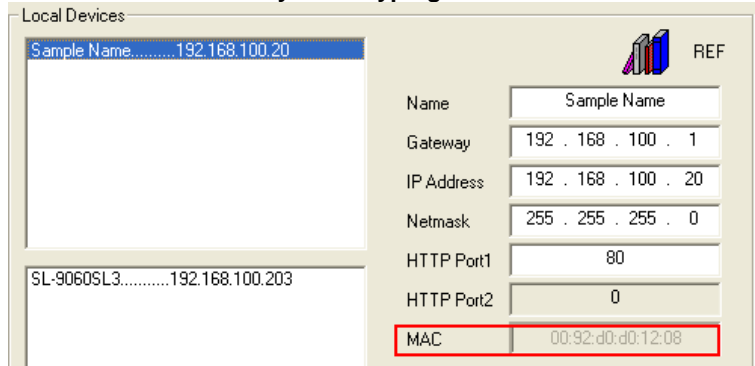 Local Devices
Sample Name..........192.168.100.20
REF
Name Sample Name
Gateway 192 . 168 . 100 . 1
IP Address 192 . 168 . 100 . 20
Netmask 255 . 255 . 255 . 0
HTTP Port1 80
SL-9060SL3..........192.168.100.203
HTTP Port2 0
MAC 00:92:d0:d0:12:08